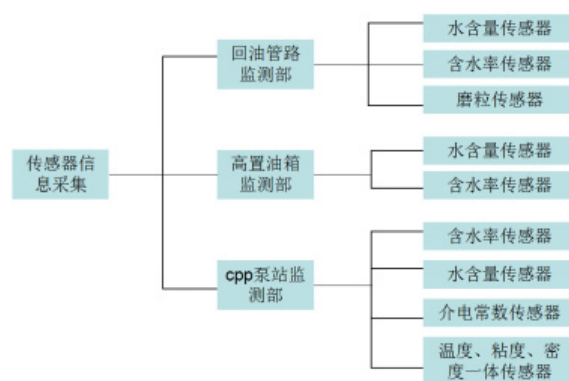 传感器信
息采集
回油管路
监测部
水含量传感器
含水率传感器
磨粒传感器
高置油箱
监测部
水含量传感器
含水率传感器
cpp泵站监
测部
含水率传感器
水含量传感器
介电常数传感器
温度、粘度、密
度一体传感器